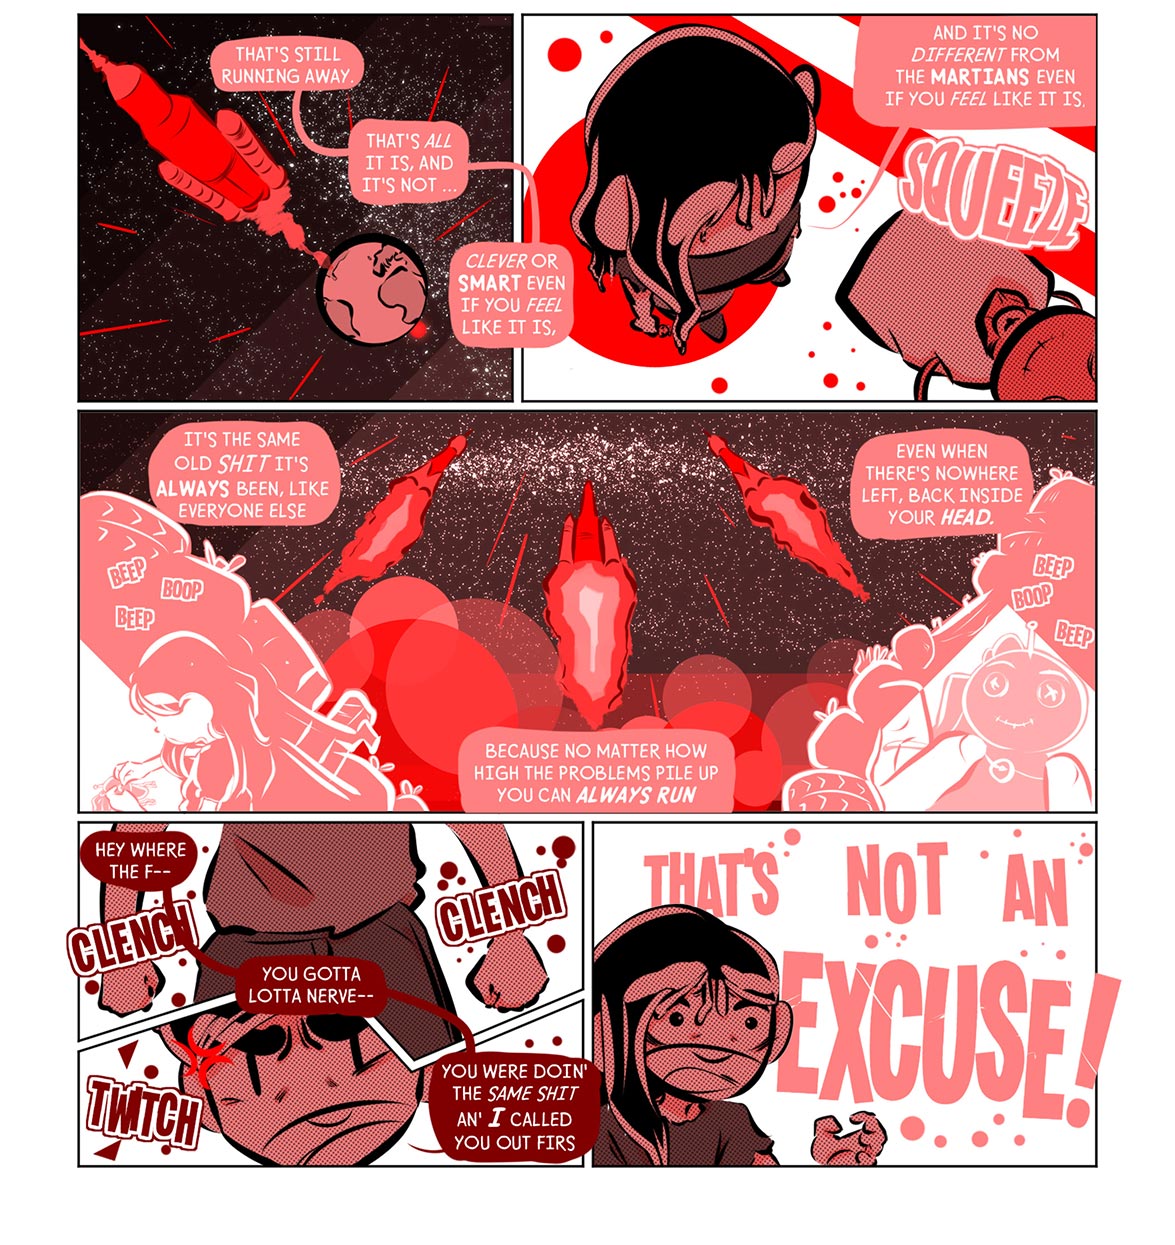 THAT'S STILL
RUNNING AWAY.
THAT'S ALL
IT IS, AND
IT'S NOT ...
CLEVER OR
SMART EVEN
IF YOU FEEL
LIKE IT IS,
AND IT'S NO
DIFFERENT FROM
THE MARTIANS EVEN
IF YOU FEEL LIKE IT IS.
SQUEEZE
IT'S THE SAME
OLD SHIT IT'S
ALWAYS BEEN, LIKE
EVERYONE ELSE
EVEN WHEN
THERE'S NOWHERE
LEFT, BACK INSIDE
YOUR HEAD.
BEEP
BOOP
BEEP
BEEP
BOOP
BEEP
BECAUSE NO MATTER HOW
HIGH THE PROBLEMS PILE UP
YOU CAN ALWAYS RUN
HEY WHERE
THE F--
CLENCH
CLENCH
YOU GOTTA
LOTTA NERVE--
TWITCH
YOU WERE DOIN'
THE SAME SHIT
AN' I CALLED
YOU OUT FIRS
THAT'S NOT AN
EXCUSE!